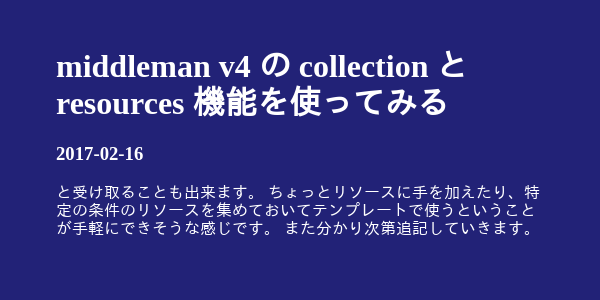 middleman v4 の collection と
resources 機能を使ってみる
2017-02-16
と受け取ることも出来ます。 ちょっとリソースに手を加えたり、特
定の条件のリソースを集めておいてテンプレートで使うということ
が手軽にできそうな感じです。 また分かり次第追記していきます。